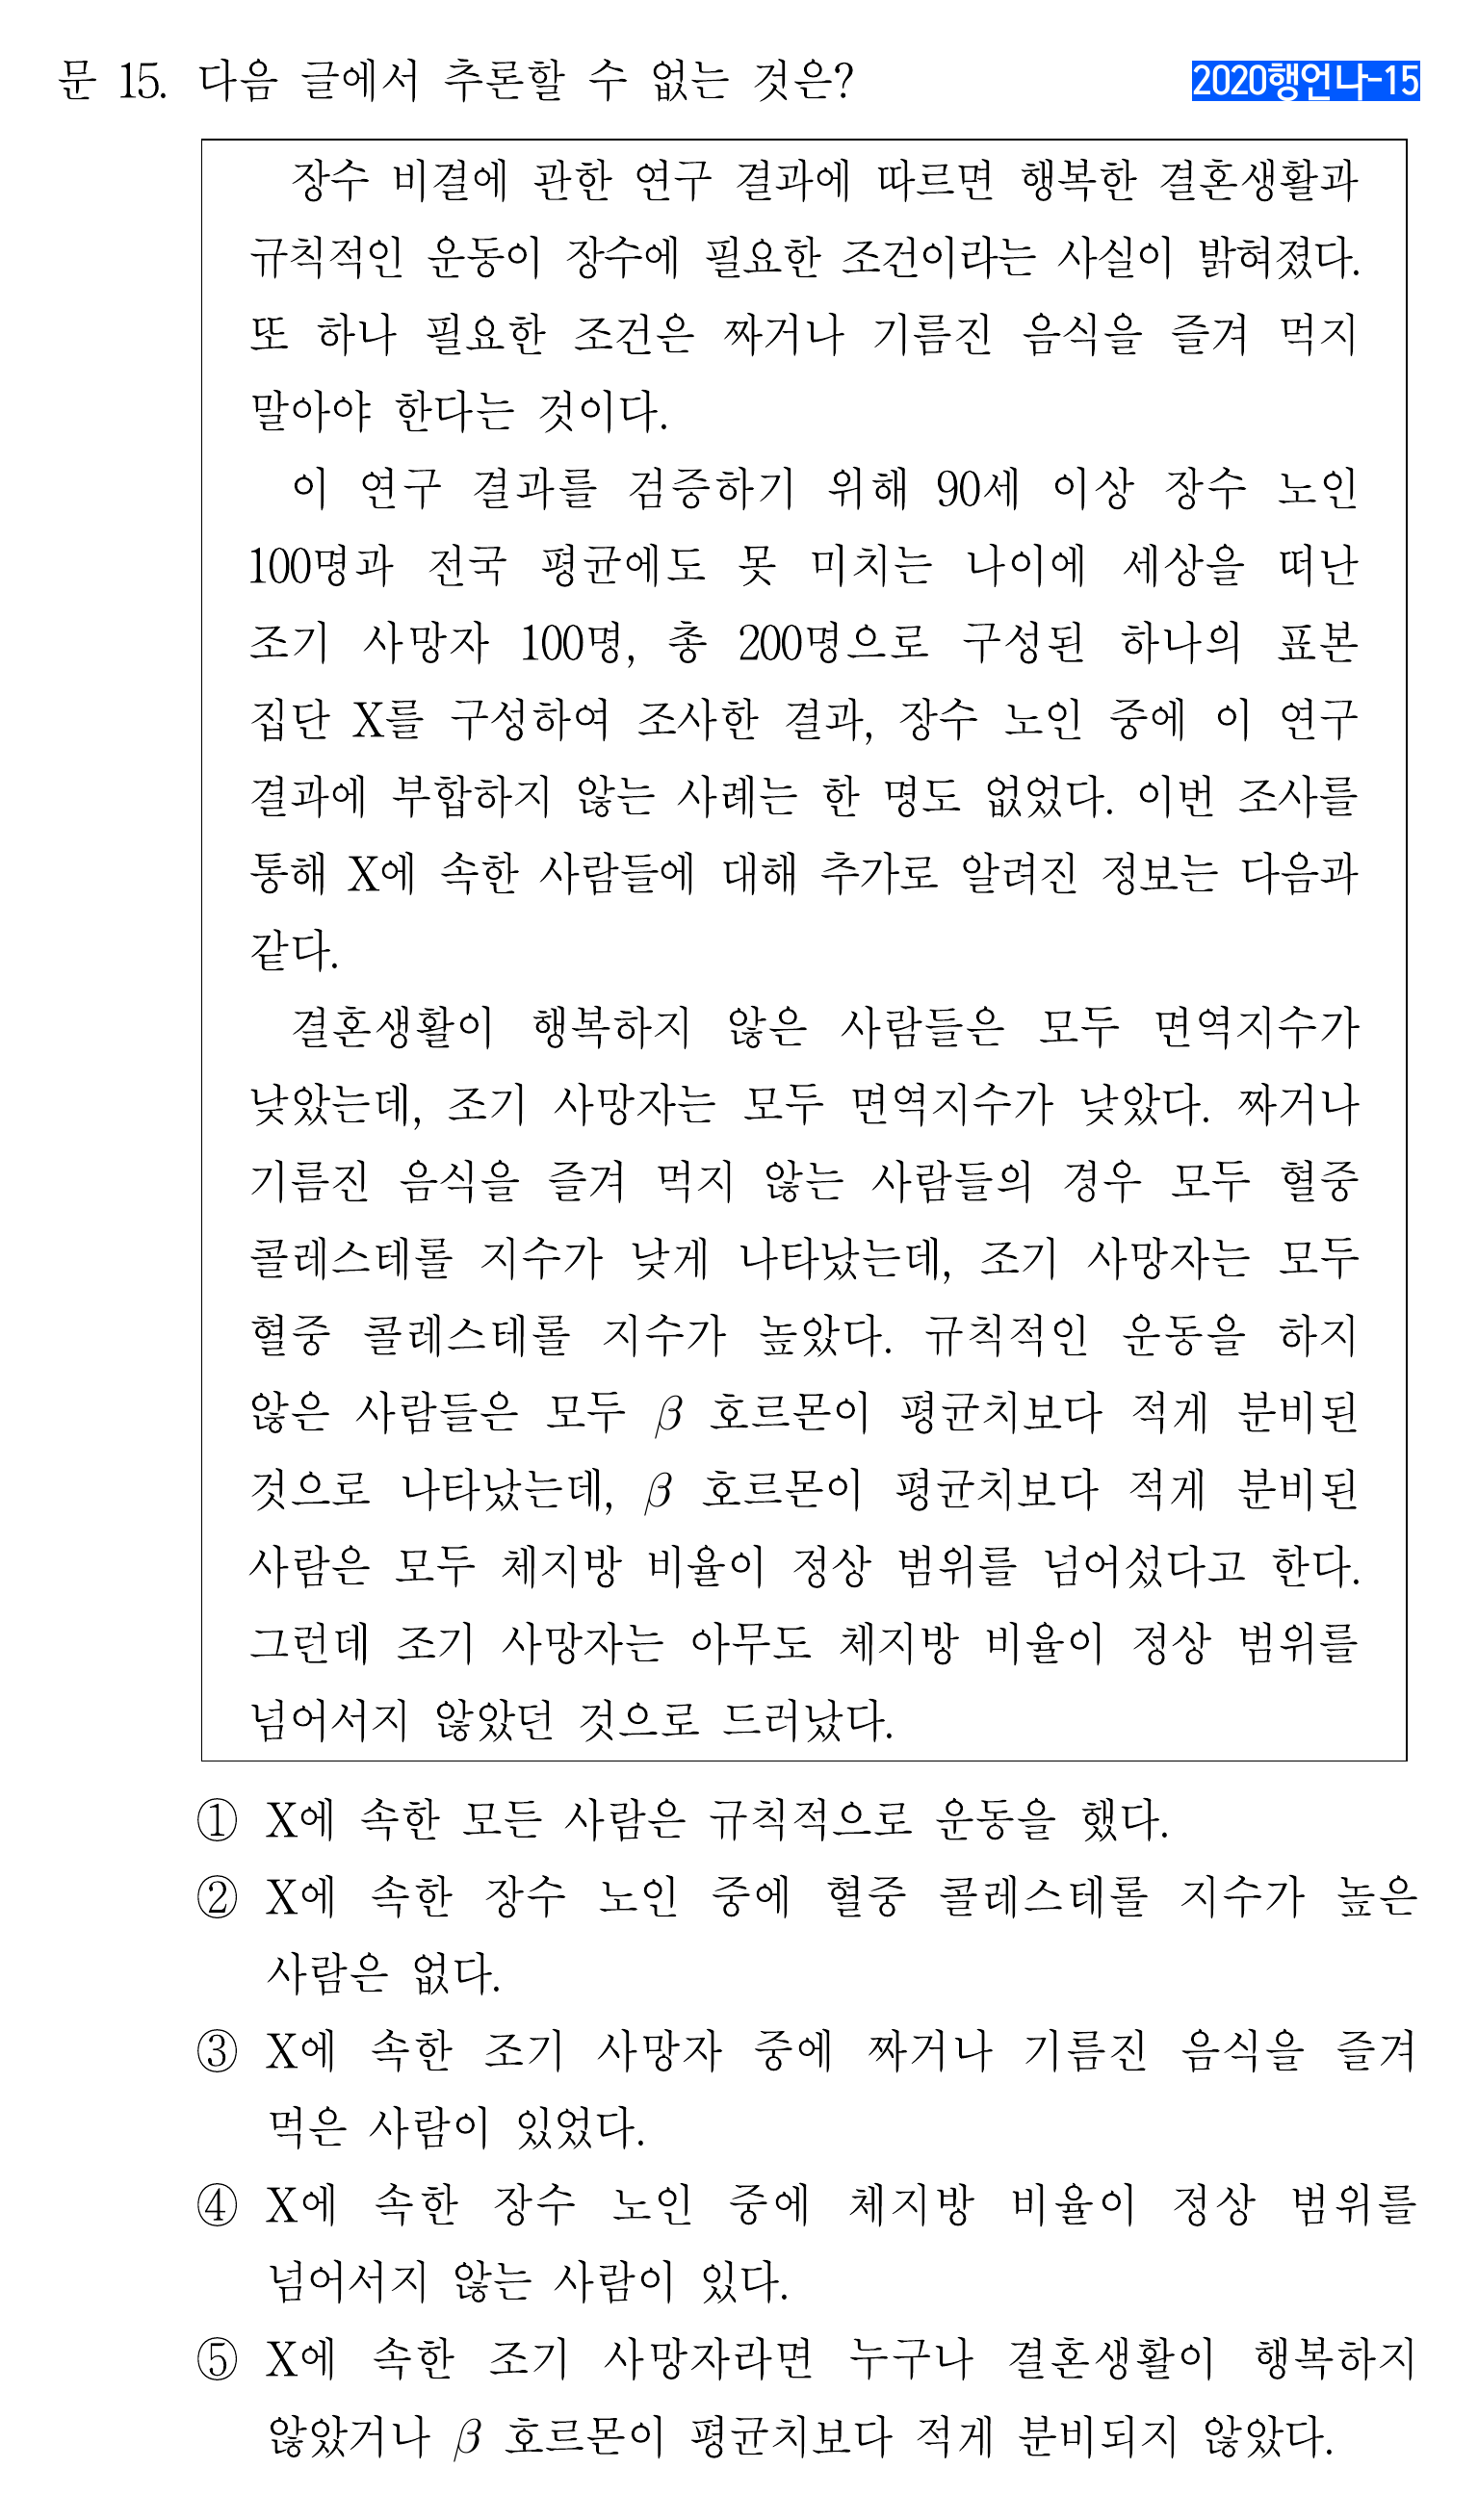 문 15. 다음 글에서 추론할 수 없는 것은?
2020행언나-15
장수 비결에 관한 연구 결과에 따르면 행복한 결혼생활과
규칙적인 운동이 장수에 필요한 조건이라는 사실이 밝혀졌다.
또 하나 필요한 조건은 짜거나 기름진 음식을 즐겨 먹지
말아야 한다는 것이다.
이 연구 결과를 검증하기 위해 90세 이상 장수 노인
100명과 전국 평균에도 못 미치는 나이에 세상을 떠난
조기 사망자 100명, 총 200명으로 구성된 하나의 표본
집단 X를 구성하여 조사한 결과, 장수 노인 중에 이 연구
결과에 부합하지 않는 사례는 한 명도 없었다. 이번 조사를
통해 X에 속한 사람들에 대해 추가로 알려진 정보는 다음과
같다.
결혼생활이 행복하지 않은 사람들은 모두 면역지수가
낮았는데, 조기 사망자는 모두 면역지수가 낮았다. 짜거나
기름진 음식을 즐겨 먹지 않는 사람들의 경우 모두 혈중
콜레스테롤 지수가 낮게 나타났는데, 조기 사망자는 모두
혈중 콜레스테롤 지수가 높았다. 규칙적인 운동을 하지
않은 사람들은 모두 β 호르몬이 평균치보다 적게 분비된
것으로 나타났는데, β 호르몬이 평균치보다 적게 분비된
사람은 모두 체지방 비율이 정상 범위를 넘어섰다고 한다.
그런데 조기 사망자는 아무도 체지방 비율이 정상 범위를
넘어서지 않았던 것으로 드러났다.
① X에 속한 모든 사람은 규칙적으로 운동을 했다.
② X에 속한 장수 노인 중에 혈중 콜레스테롤 지수가 높은
사람은 없다.
③ X에 속한 조기 사망자 중에 짜거나 기름진 음식을 즐겨
먹은 사람이 있었다.
④ X에 속한 장수 노인 중에 체지방 비율이 정상 범위를
넘어서지 않는 사람이 있다.
⑤ X에 속한 조기 사망자라면 누구나 결혼생활이 행복하지
않았거나 β 호르몬이 평균치보다 적게 분비되지 않았다.